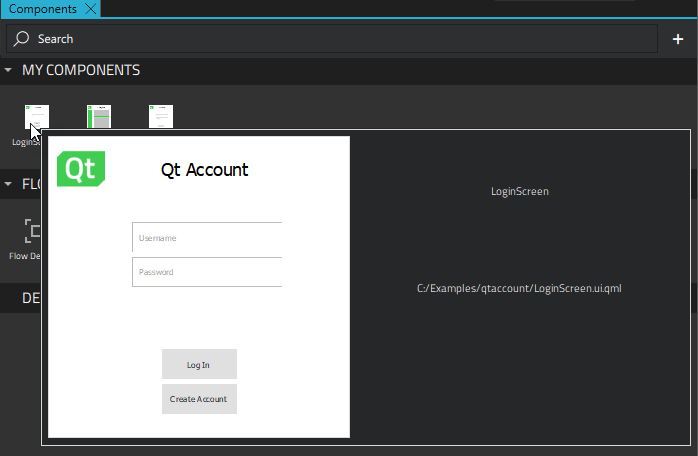 Components
Search
MY COMPONENTS
LoginS
FLO
Flow De
DE
Qt
Qt Account
Username
Password
Log In
Create Account
LoginScreen
C:/Examples/qtaccount/LoginScreen.ui.qml